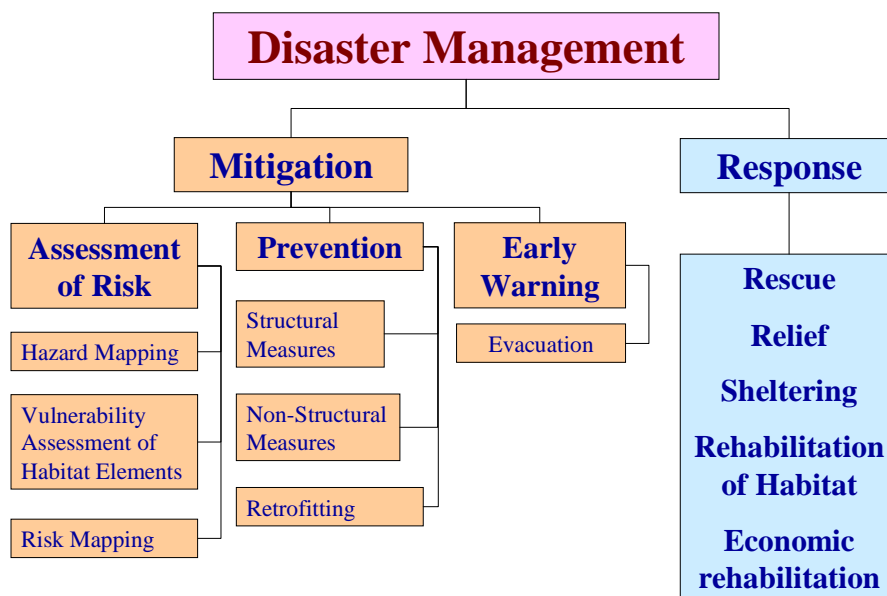 Disaster Management
Mitigation
Response
Assessment
of Risk
Prevention
Early
Warning
Hazard Mapping
Vulnerability
Assessment of
Habitat Elements
Risk Mapping
Structural
Measures
Non-Structural
Measures
Retrofitting
Evacuation
Rescue
Relief
Sheltering
Rehabilitation
of Habitat
Economic
rehabilitation